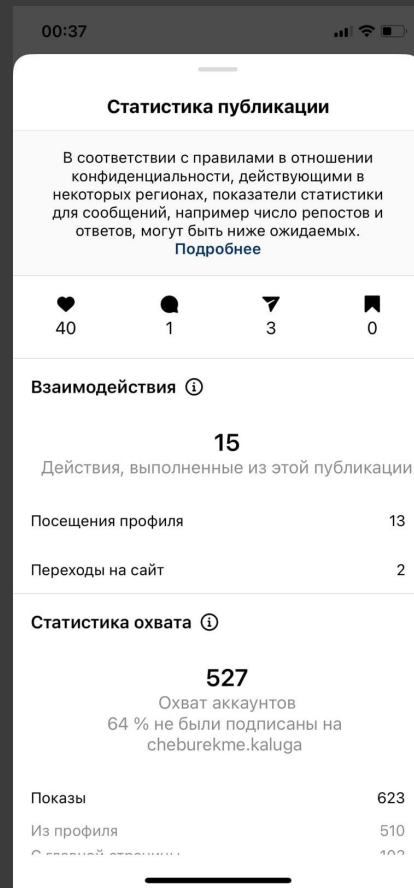 00:37
Статистика публикации
В соответствии с правилами в отношении
конфиденциальности, действующими в
некоторых регионах, показатели статистики
для сообщений, например число репостов и
ответов, могут быть ниже ожидаемых.
Подробнее
40 1 3 0
Взаимодействия
15
Действия, выполненные из этой публикации
Посещения профиля 13
Переходы на сайт 2
Статистика охвата
527
Охват аккаунтов
64 % не были подписаны на
cheburekme.kaluga
Показы 623
Из профиля 510